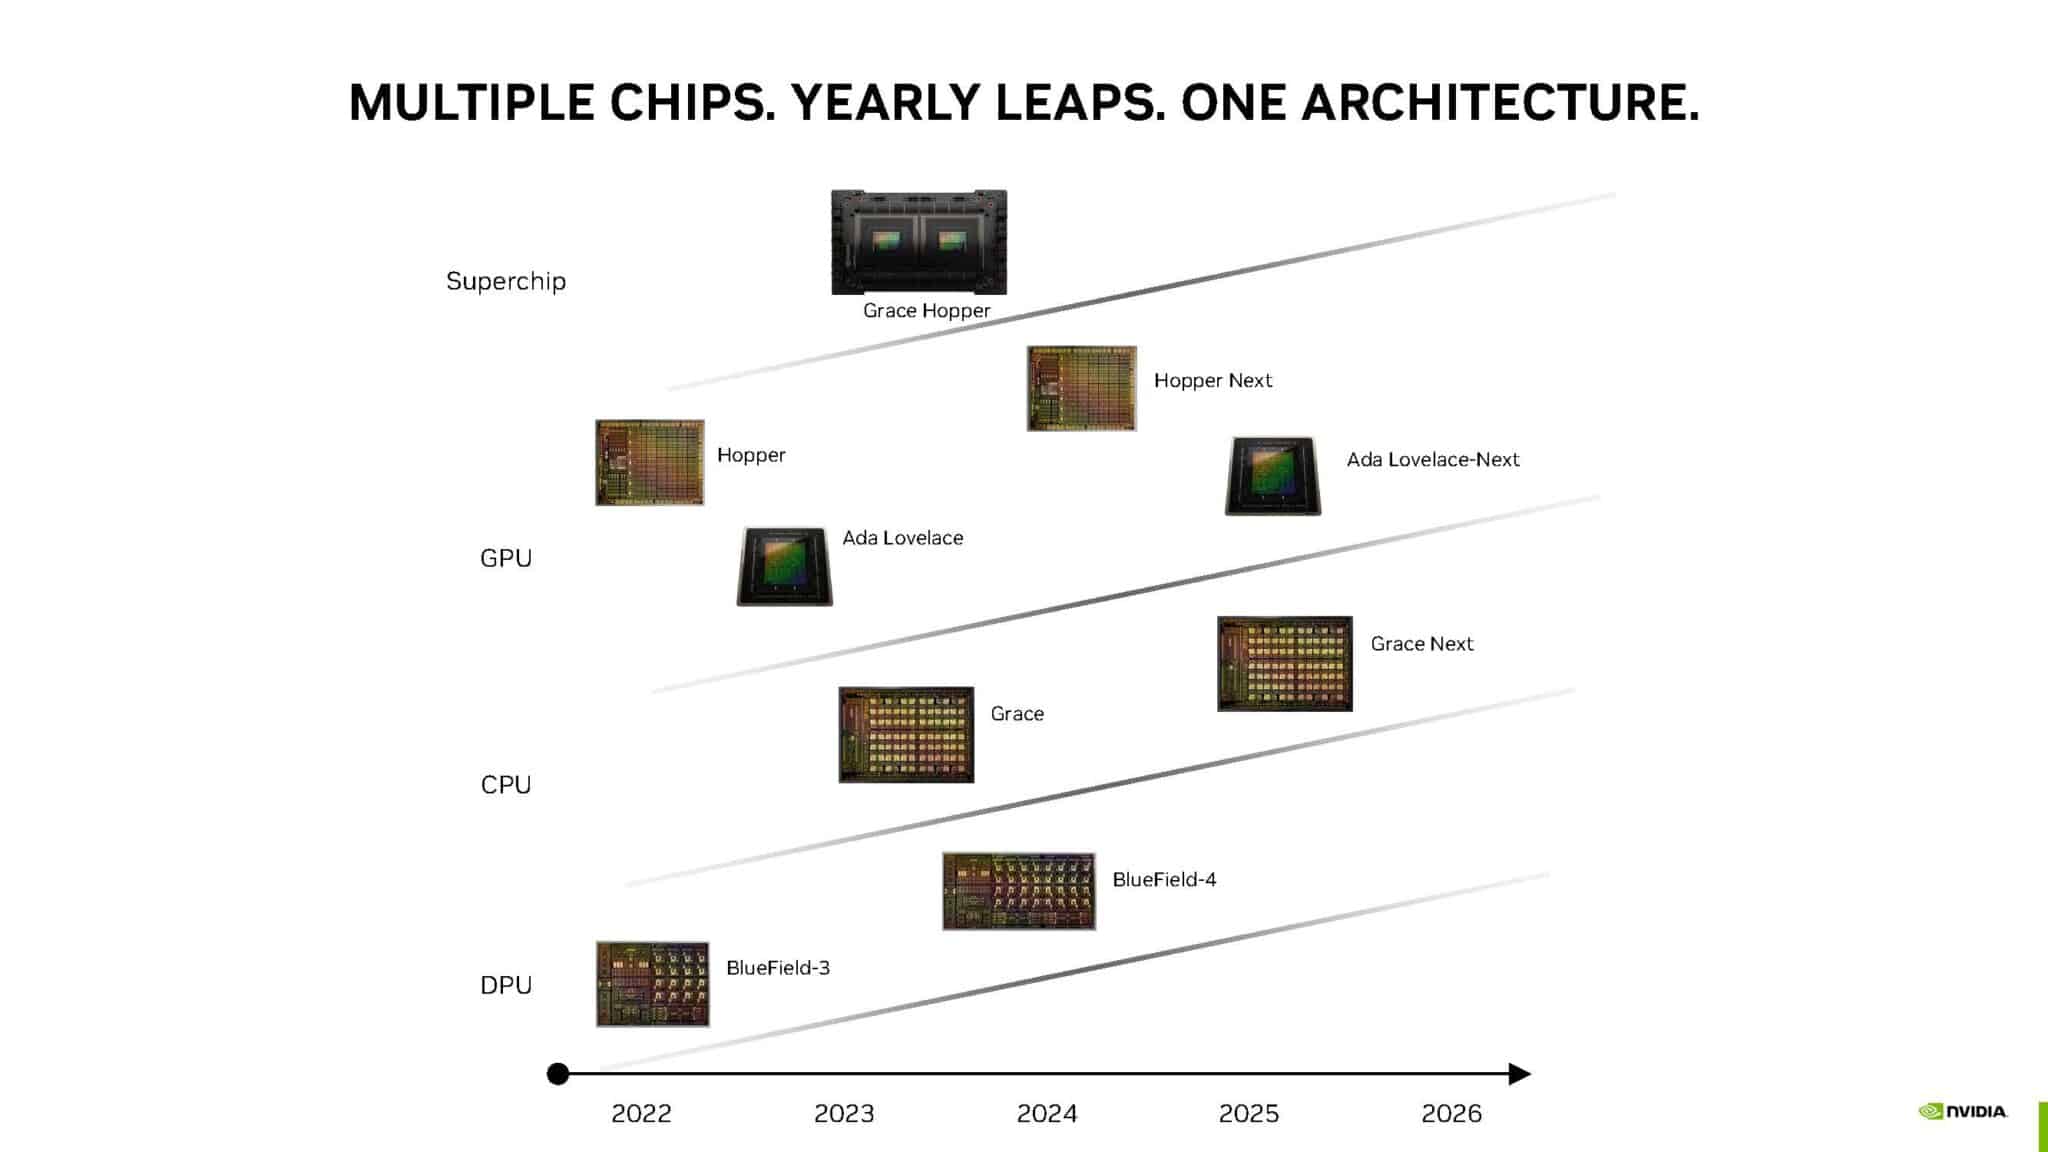 MULTIPLE CHIPS. YEARLY LEAPS. ONE ARCHITECTURE.
Superchip
Grace Hopper
Hopper Next
Hopper
Ada Lovelace-Next
Ada Lovelace
GPU
Grace Next
Grace
CPU
BlueField-4
BlueField-3
DPU
2022 2023 2024 2025 2026
NVIDIA